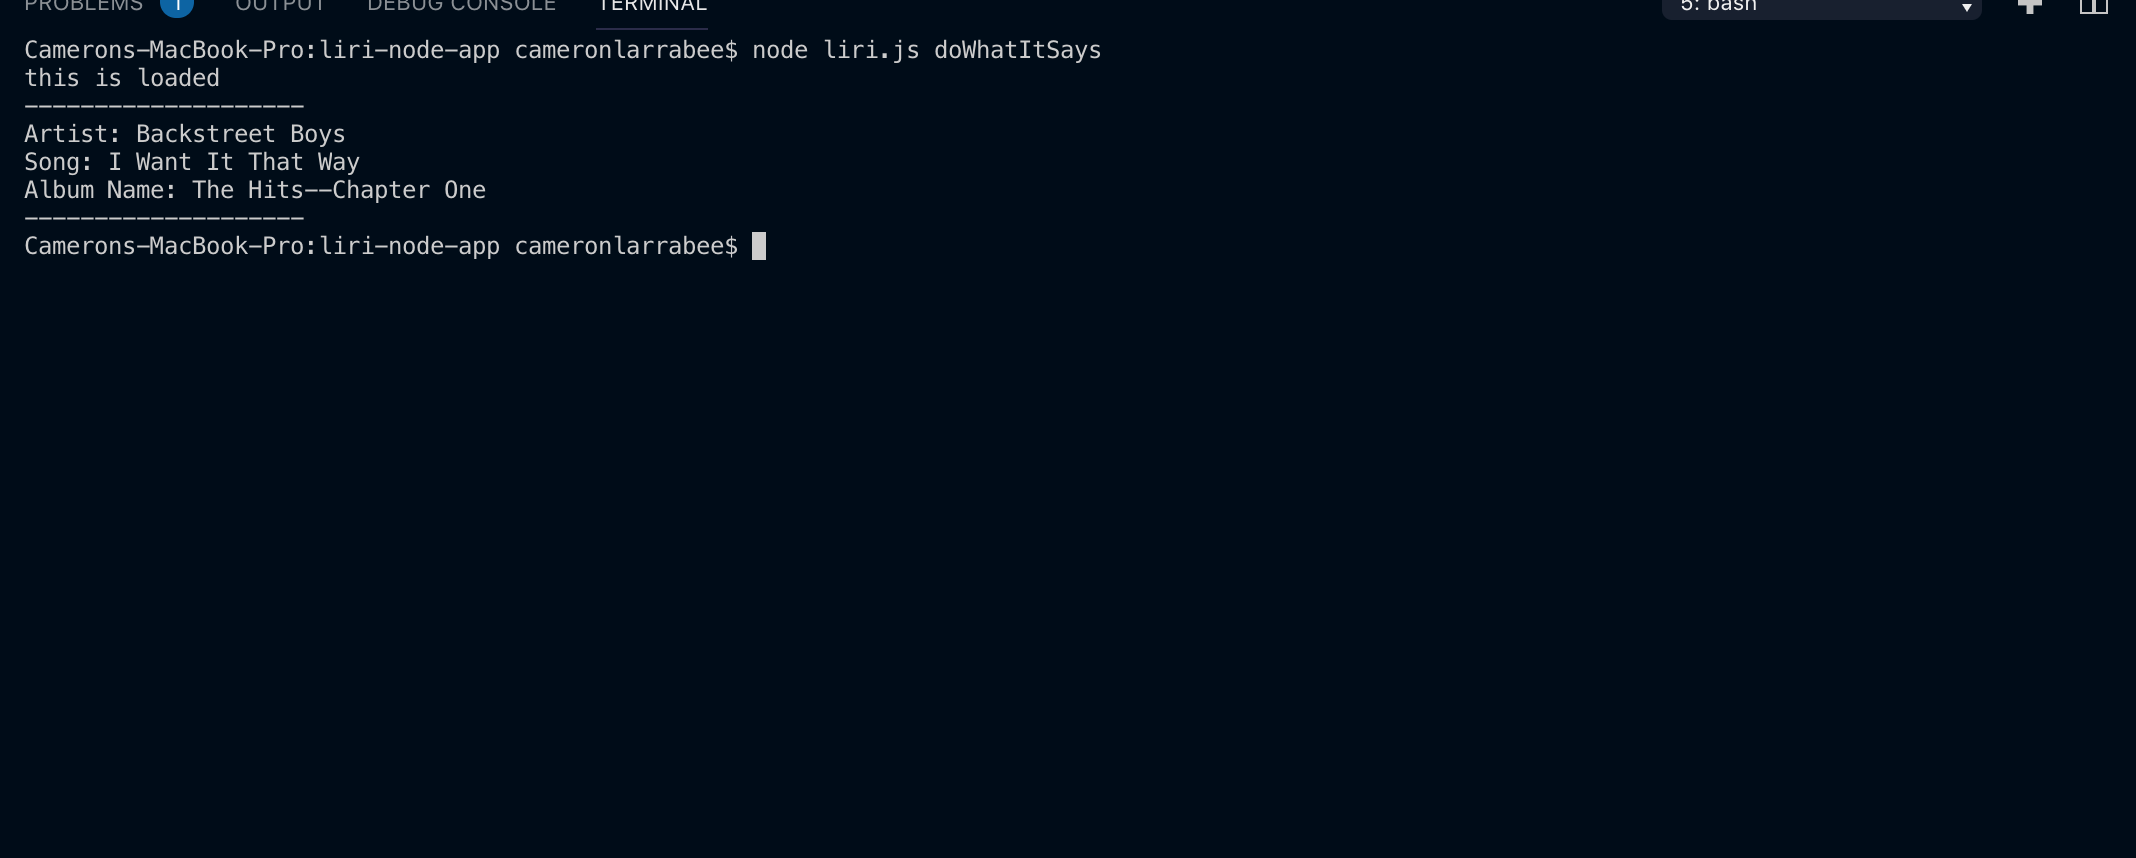 PROBLEMS 1 OUTPUT DEBUG CONSOLE TERMINAL 5: bash
Camerons-MacBook-Pro:liri-node-app cameronlarrabee$ node liri.js doWhatItSays
this is loaded
--------------------
Artist: Backstreet Boys
Song: I Want It That Way
Album Name: The Hits--Chapter One
--------------------
Camerons-MacBook-Pro:liri-node-app cameronlarrabee$